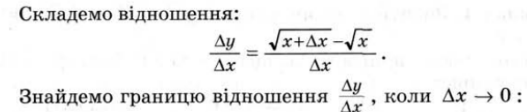 Складемо відношення:
Δy/Δx = (√(x+Δx) − √x)/Δx .
Знайдемо границю відношення Δy/Δx , коли Δx → 0 :